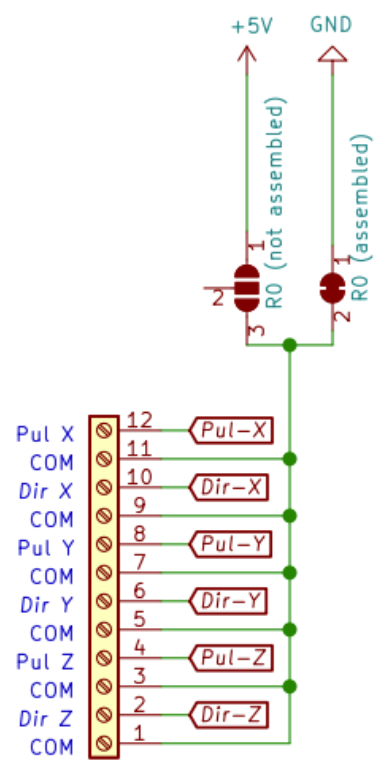 +5V GND
1 R0 (not assembled) 1 R0 (assembled)
2
3 2
Pul X 12 Pul-X
COM 11
Dir X 10 Dir-X
COM 9
Pul Y 8 Pul-Y
COM 7
Dir Y 6 Dir-Y
COM 5
Pul Z 4 Pul-Z
COM 3
Dir Z 2 Dir-Z
COM 1